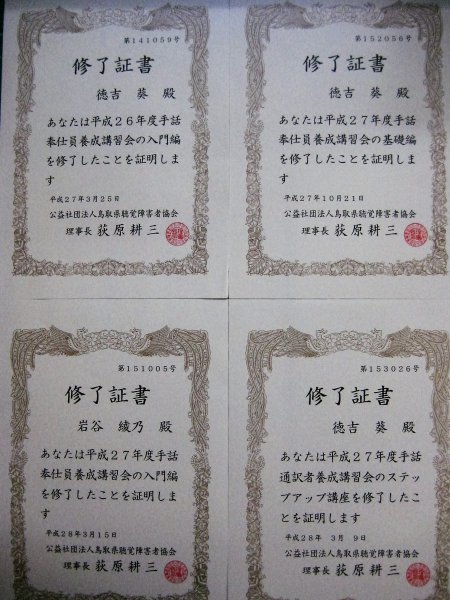 第141059号
修了証書
徳吉 葵 殿
あなたは平成26年度手話
奉仕員養成講習会の入門編
を修了したことを証明しま
す
平成27年3月25日
公益社団法人鳥取県聴覚障害者協会
理事長 荻原耕三
第152056号
修了証書
徳吉 葵 殿
あなたは平成27年度手話
奉仕員養成講習会の基礎編
を修了したことを証明しま
す
平成27年10月21日
公益社団法人鳥取県聴覚障害者協会
理事長 荻原耕三
第151005号
修了証書
岩谷 綾乃 殿
あなたは平成27年度手話
奉仕員養成講習会の入門編
を修了したことを証明しま
す
平成28年3月15日
公益社団法人鳥取県聴覚障害者協会
理事長 荻原耕三
第153026号
修了証書
徳吉 葵 殿
あなたは平成27年度手話
通訳者養成講習会のステッ
プアップ講座を修了したこ
とを証明します
平成28年 3月 9日
公益社団法人鳥取県聴覚障害者協会
理事長 荻原耕三